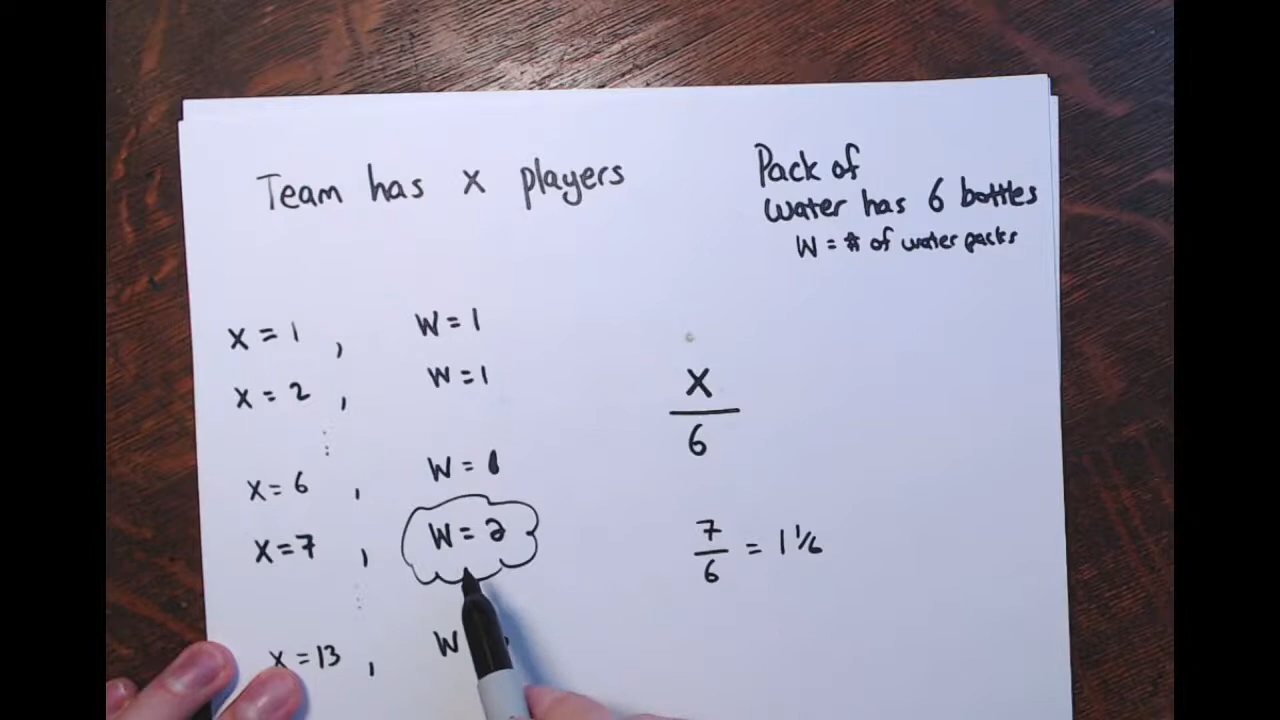 Team has x players
Pack of
water has 6 bottles
W = # of water packs
x = 1 , W = 1
x = 2 , W = 1
⋮
x = 6 , W = 1
x = 7 , W = 2
⋮
x = 13 , W
x
6
7/6 = 1 1/6